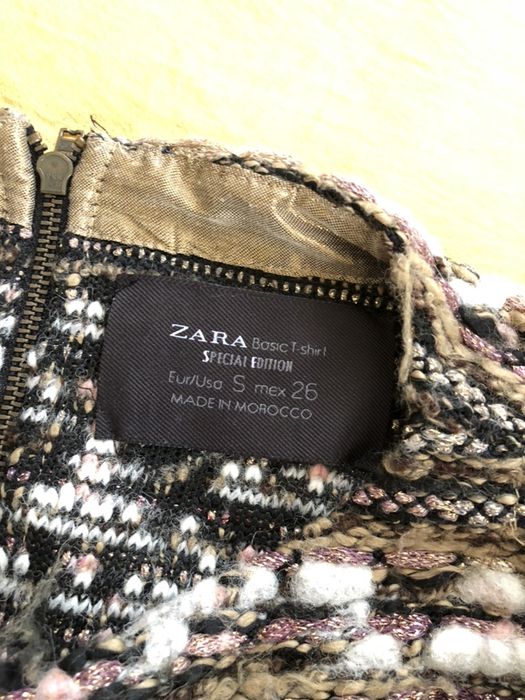 ZARA Basic T-shirt
SPECIAL EDITION
Eur/Usa S mex 26
MADE IN MOROCCO